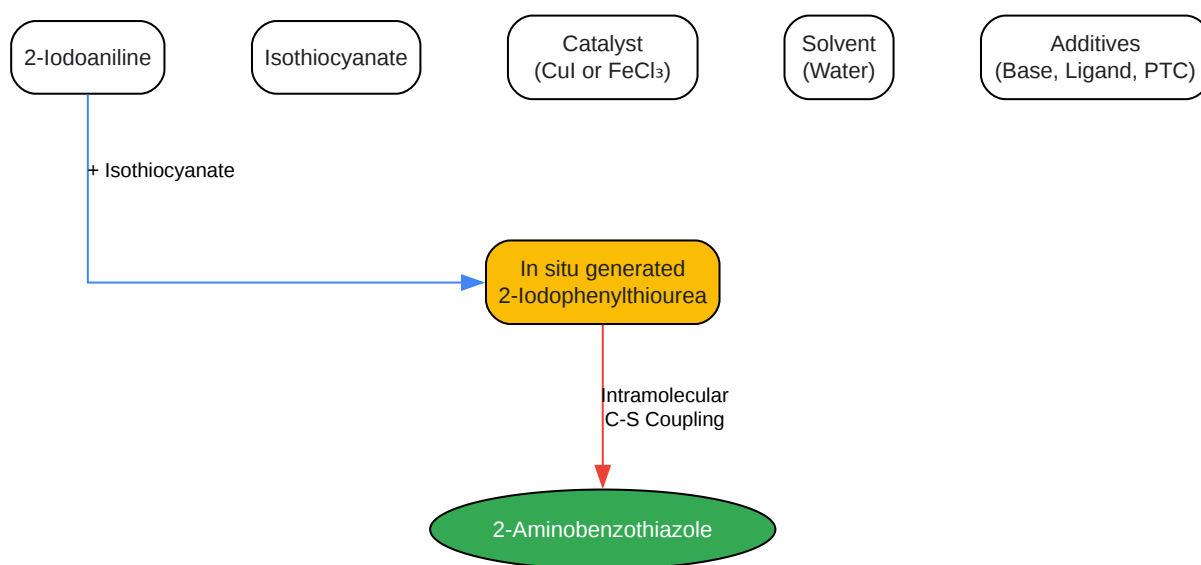 2-Iodoaniline
Isothiocyanate
Catalyst
(CuI or FeCl₃)
Solvent
(Water)
Additives
(Base, Ligand, PTC)
+ Isothiocyanate
In situ generated
2-Iodophenylthiourea
Intramolecular
C-S Coupling
2-Aminobenzothiazole